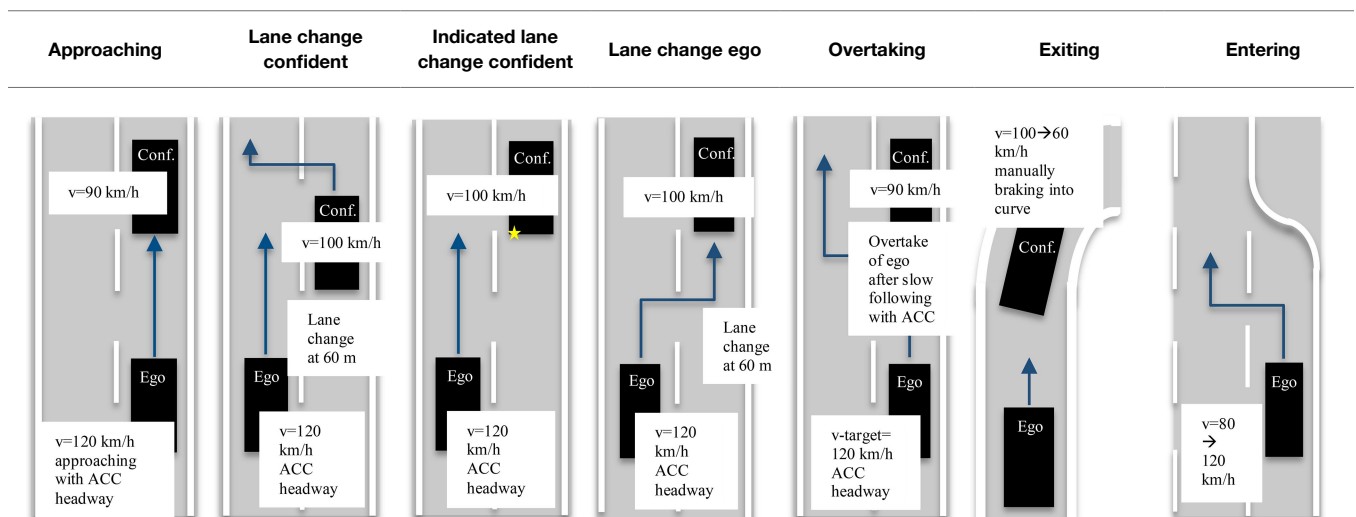 Approaching
Lane change
confident
Indicated lane
change confident
Lane change ego
Overtaking
Exiting
Entering
Conf.
v=90 km/h
Ego
v=120 km/h
approaching
with ACC
headway
Conf.
v=100 km/h
Lane
change
at 60 m
Ego
v=120
km/h
ACC
headway
Conf.
v=100 km/h
Ego
v=120
km/h
ACC
headway
Conf.
v=100 km/h
Lane
change
at 60 m
Ego
v=120
km/h
ACC
headway
Conf.
v=90 km/h
Overtake
of ego
after slow
following
with ACC
Ego
v-target=
120 km/h
ACC
headway
v=100→60
km/h
manually
braking into
curve
Conf.
Ego
Ego
v=80
→
120
km/h